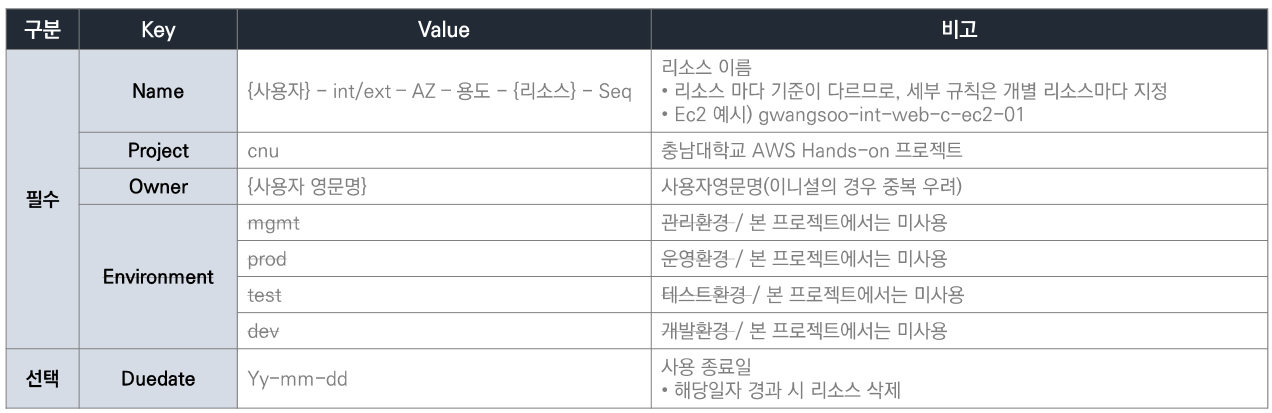 구분 Key Value 비고
필수
Name {사용자} - int/ext - AZ - 용도 - {리소스} - Seq
리소스 이름
• 리소스 마다 기준이 다르므로, 세부 규칙은 개별 리소스마다 지정
• Ec2 예시) gwangsoo-int-web-c-ec2-01
Project cnu 충남대학교 AWS Hands-on 프로젝트
Owner {사용자 영문명} 사용자영문명(이니셜의 경우 중복 우려)
Environment
mgmt 관리환경 / 본 프로젝트에서는 미사용
prod 운영환경 / 본 프로젝트에서는 미사용
test 테스트환경 / 본 프로젝트에서는 미사용
dev 개발환경 / 본 프로젝트에서는 미사용
선택 Duedate Yy-mm-dd
사용 종료일
• 해당일자 경과 시 리소스 삭제